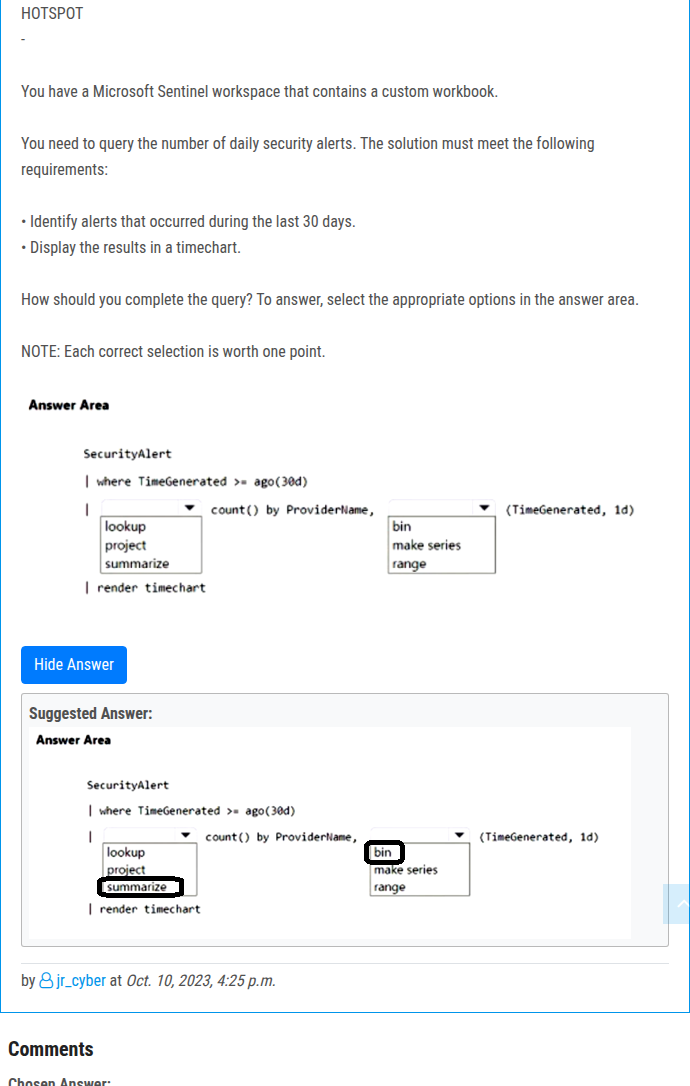 HOTSPOT
-
You have a Microsoft Sentinel workspace that contains a custom workbook.
You need to query the number of daily security alerts. The solution must meet the following
requirements:
• Identify alerts that occurred during the last 30 days.
• Display the results in a timechart.
How should you complete the query? To answer, select the appropriate options in the answer area.
NOTE: Each correct selection is worth one point.
Answer Area
SecurityAlert
| where TimeGenerated >= ago(30d)
| count() by ProviderName, (TimeGenerated, 1d)
lookup bin
project make series
summarize range
| render timechart
Hide Answer
Suggested Answer:
Answer Area
SecurityAlert
| where TimeGenerated >= ago(30d)
| count() by ProviderName, (TimeGenerated, 1d)
lookup bin
project make series
summarize range
| render timechart
by jr_cyber at Oct. 10, 2023, 4:25 p.m.
Comments
Chosen Answer: